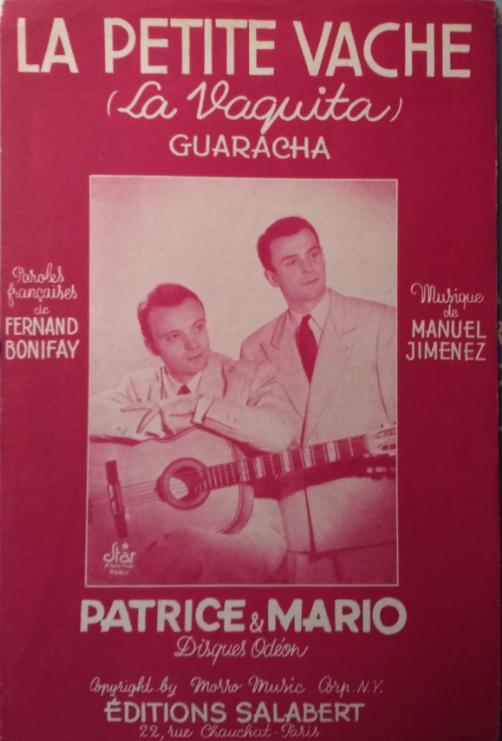 LA PETITE VACHE
(La Vaquita)
GUARACHA
Paroles
françaises
de
FERNAND
BONIFAY
Musique
de
MANUEL
JIMENEZ
Star
PARIS
PATRICE & MARIO
Disques Odéon
Copyright by Morro Music Corp. N.Y.
ÉDITIONS SALABERT
22, rue Chauchat - Paris